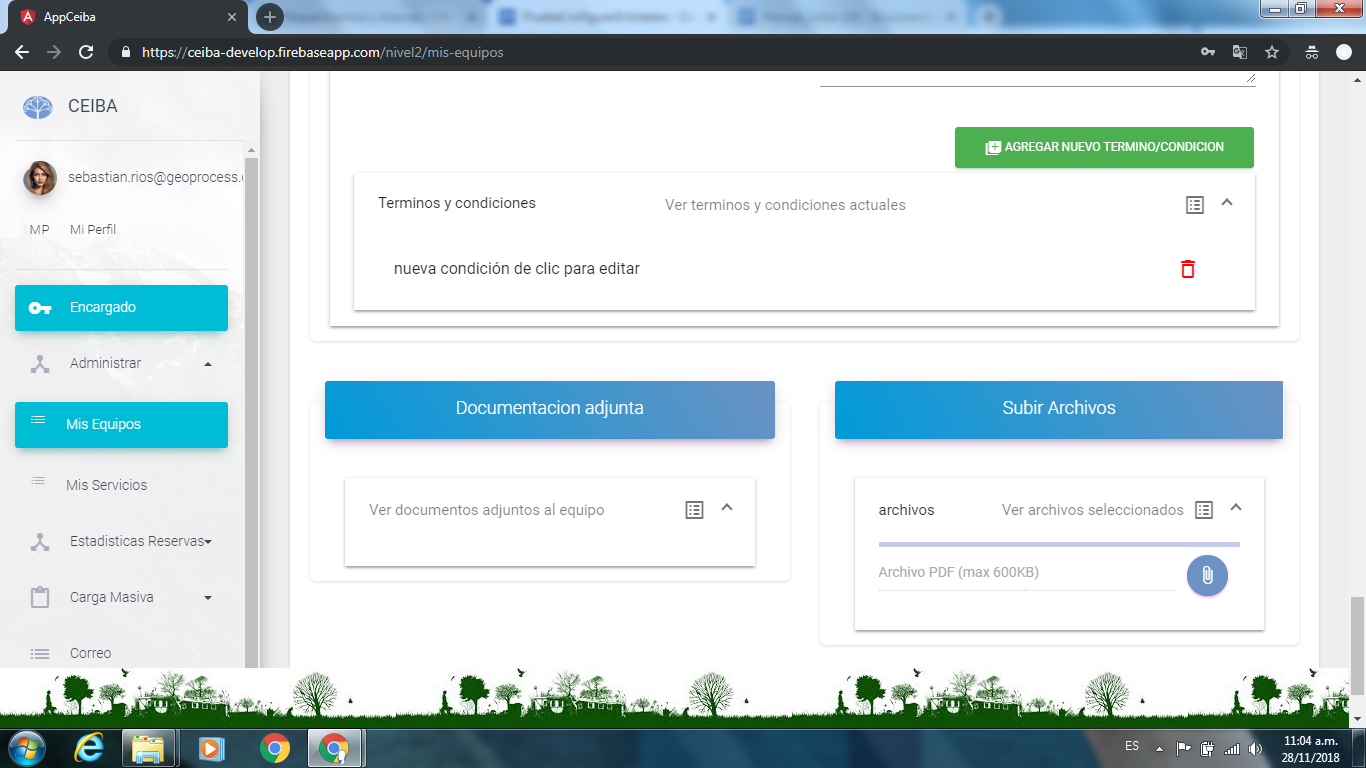 AppCeiba
https://ceiba-develop.firebaseapp.com/nivel2/mis-equipos
CEIBA
sebastian.rios@geoprocess.
MP Mi Perfil
Encargado
Administrar
Mis Equipos
Mis Servicios
Estadisticas Reservas
Carga Masiva
Correo
AGREGAR NUEVO TERMINO/CONDICION
Terminos y condiciones Ver terminos y condiciones actuales
nueva condición de clic para editar
Documentacion adjunta
Ver documentos adjuntos al equipo
Subir Archivos
archivos Ver archivos seleccionados
Archivo PDF (max 600KB)
ES
11:04 a.m.
28/11/2018